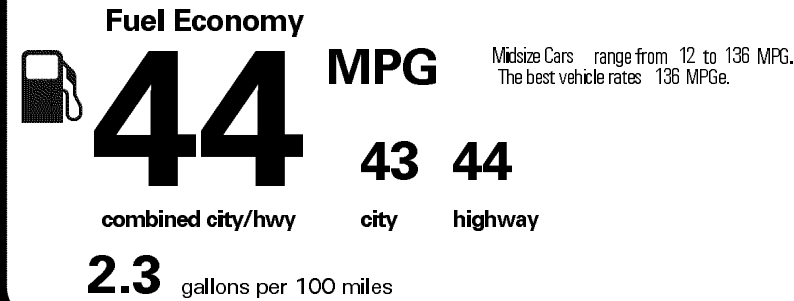 Fuel Economy
44 MPG
Midsize Cars range from 12 to 136 MPG.
The best vehicle rates 136 MPGe.
43 44
combined city/hwy city highway
2.3 gallons per 100 miles